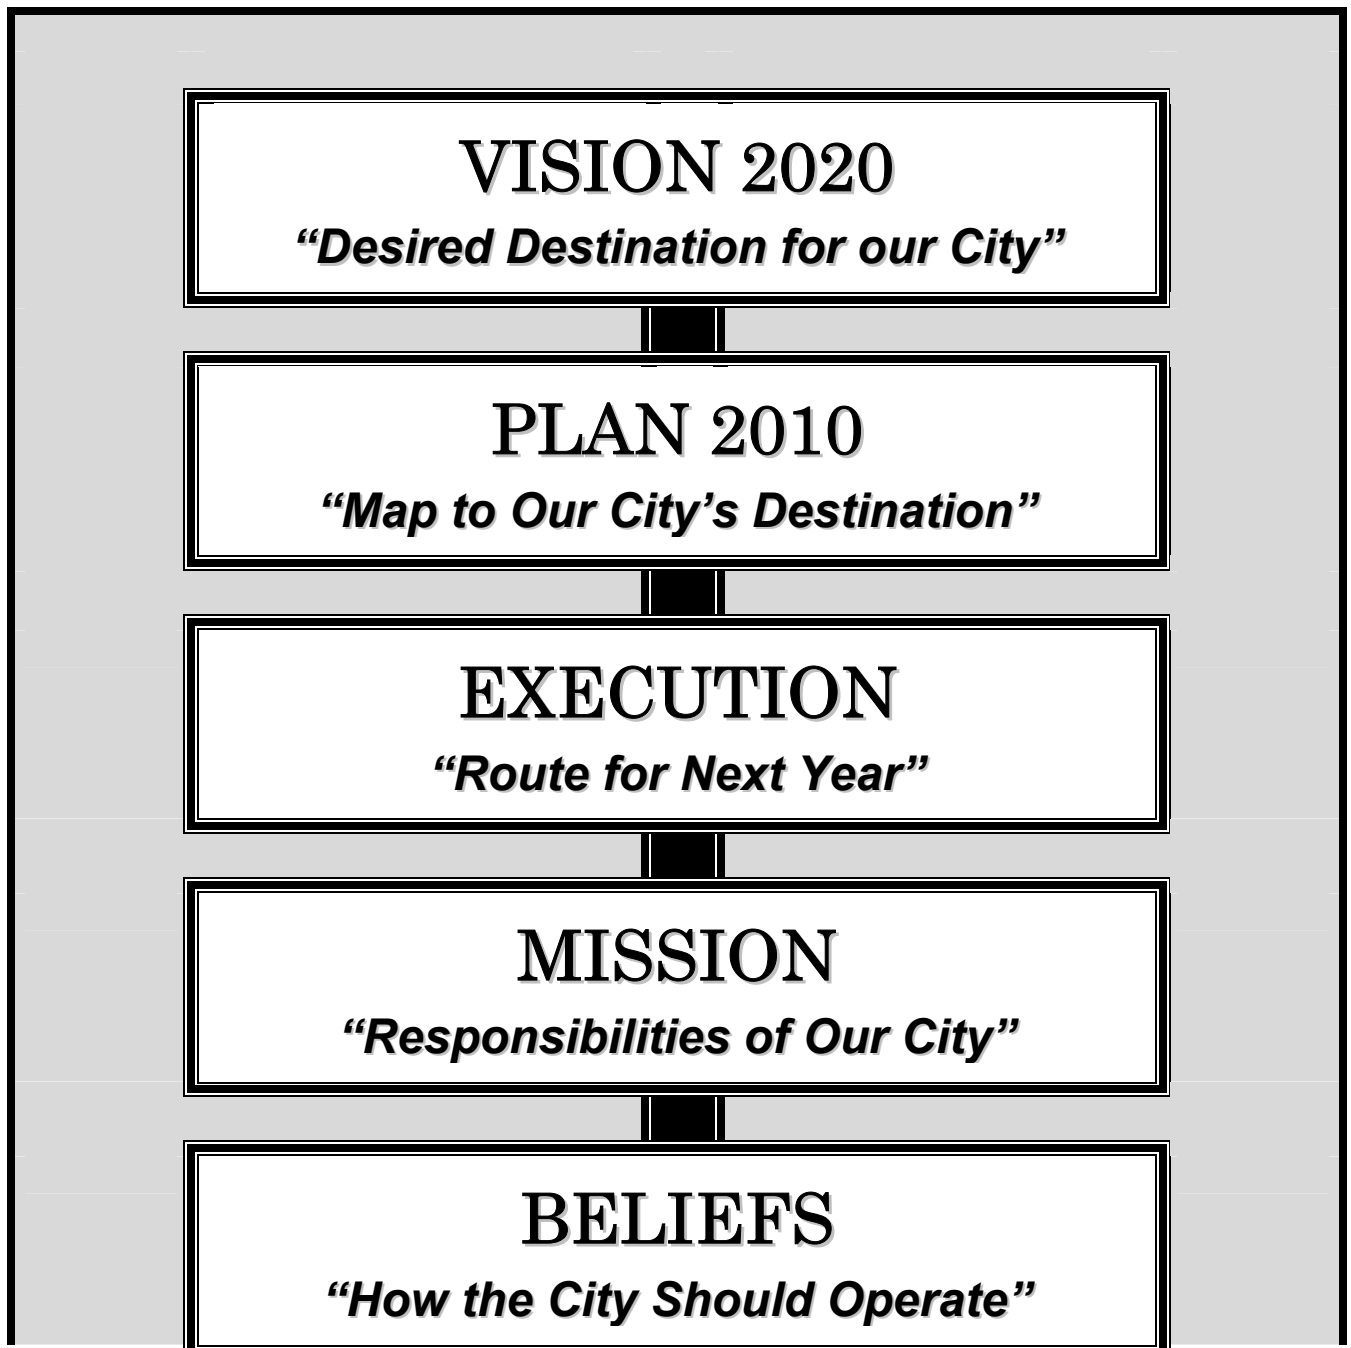 VISION 2020
“Desired Destination for our City”
PLAN 2010
“Map to Our City’s Destination”
EXECUTION
“Route for Next Year”
MISSION
“Responsibilities of Our City”
BELIEFS
“How the City Should Operate”